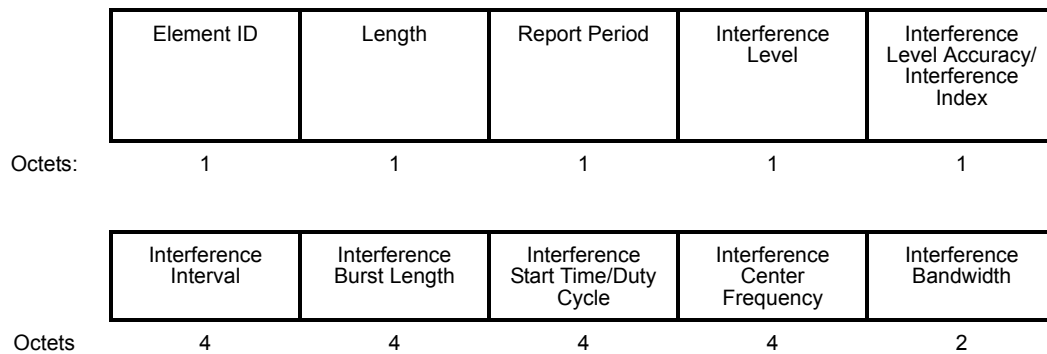 Element ID
Length
Report Period
Interference
Level
Interference
Level Accuracy/
Interference
Index
Octets:
1
1
1
1
1
Interference
Interval
Interference
Burst Length
Interference
Start Time/Duty
Cycle
Interference
Center
Frequency
Interference
Bandwidth
Octets
4
4
4
4
2